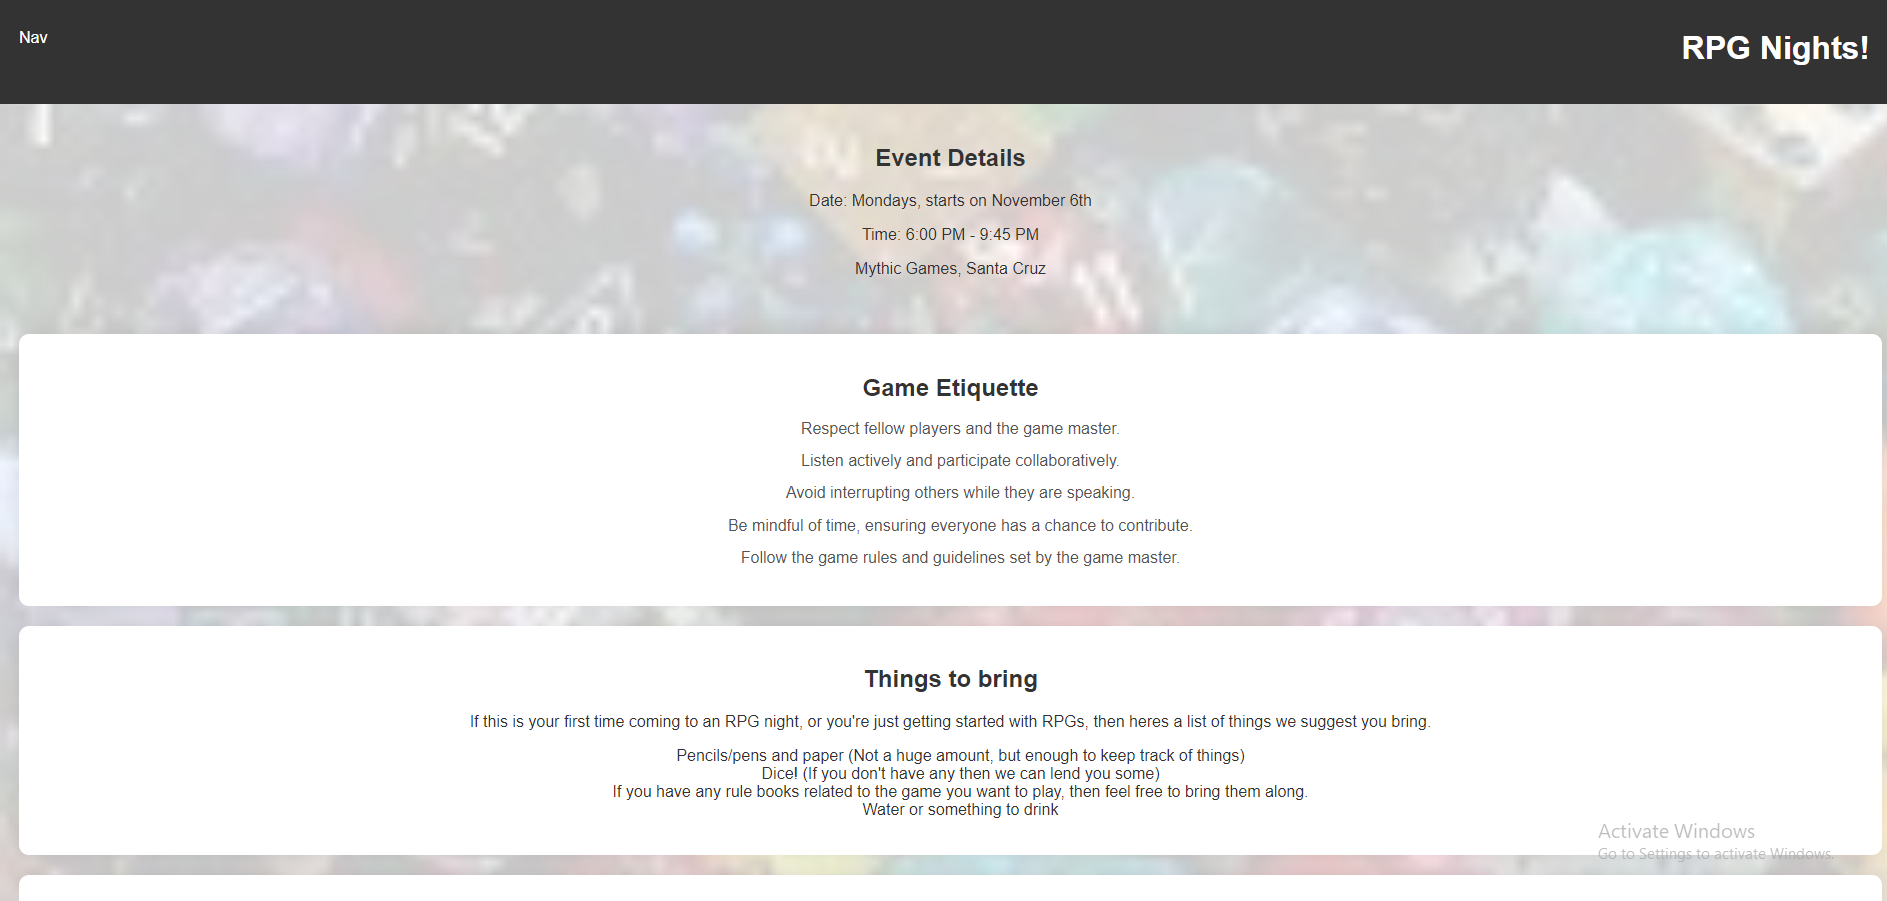 Nav
RPG Nights!
Event Details
Date: Mondays, starts on November 6th
Time: 6:00 PM - 9:45 PM
Mythic Games, Santa Cruz
Game Etiquette
Respect fellow players and the game master.
Listen actively and participate collaboratively.
Avoid interrupting others while they are speaking.
Be mindful of time, ensuring everyone has a chance to contribute.
Follow the game rules and guidelines set by the game master.
Things to bring
If this is your first time coming to an RPG night, or you're just getting started with RPGs, then heres a list of things we suggest you bring.
Pencils/pens and paper (Not a huge amount, but enough to keep track of things)
Dice! (If you don't have any then we can lend you some)
If you have any rule books related to the game you want to play, then feel free to bring them along.
Water or something to drink
Activate Windows
Go to Settings to activate Windows.